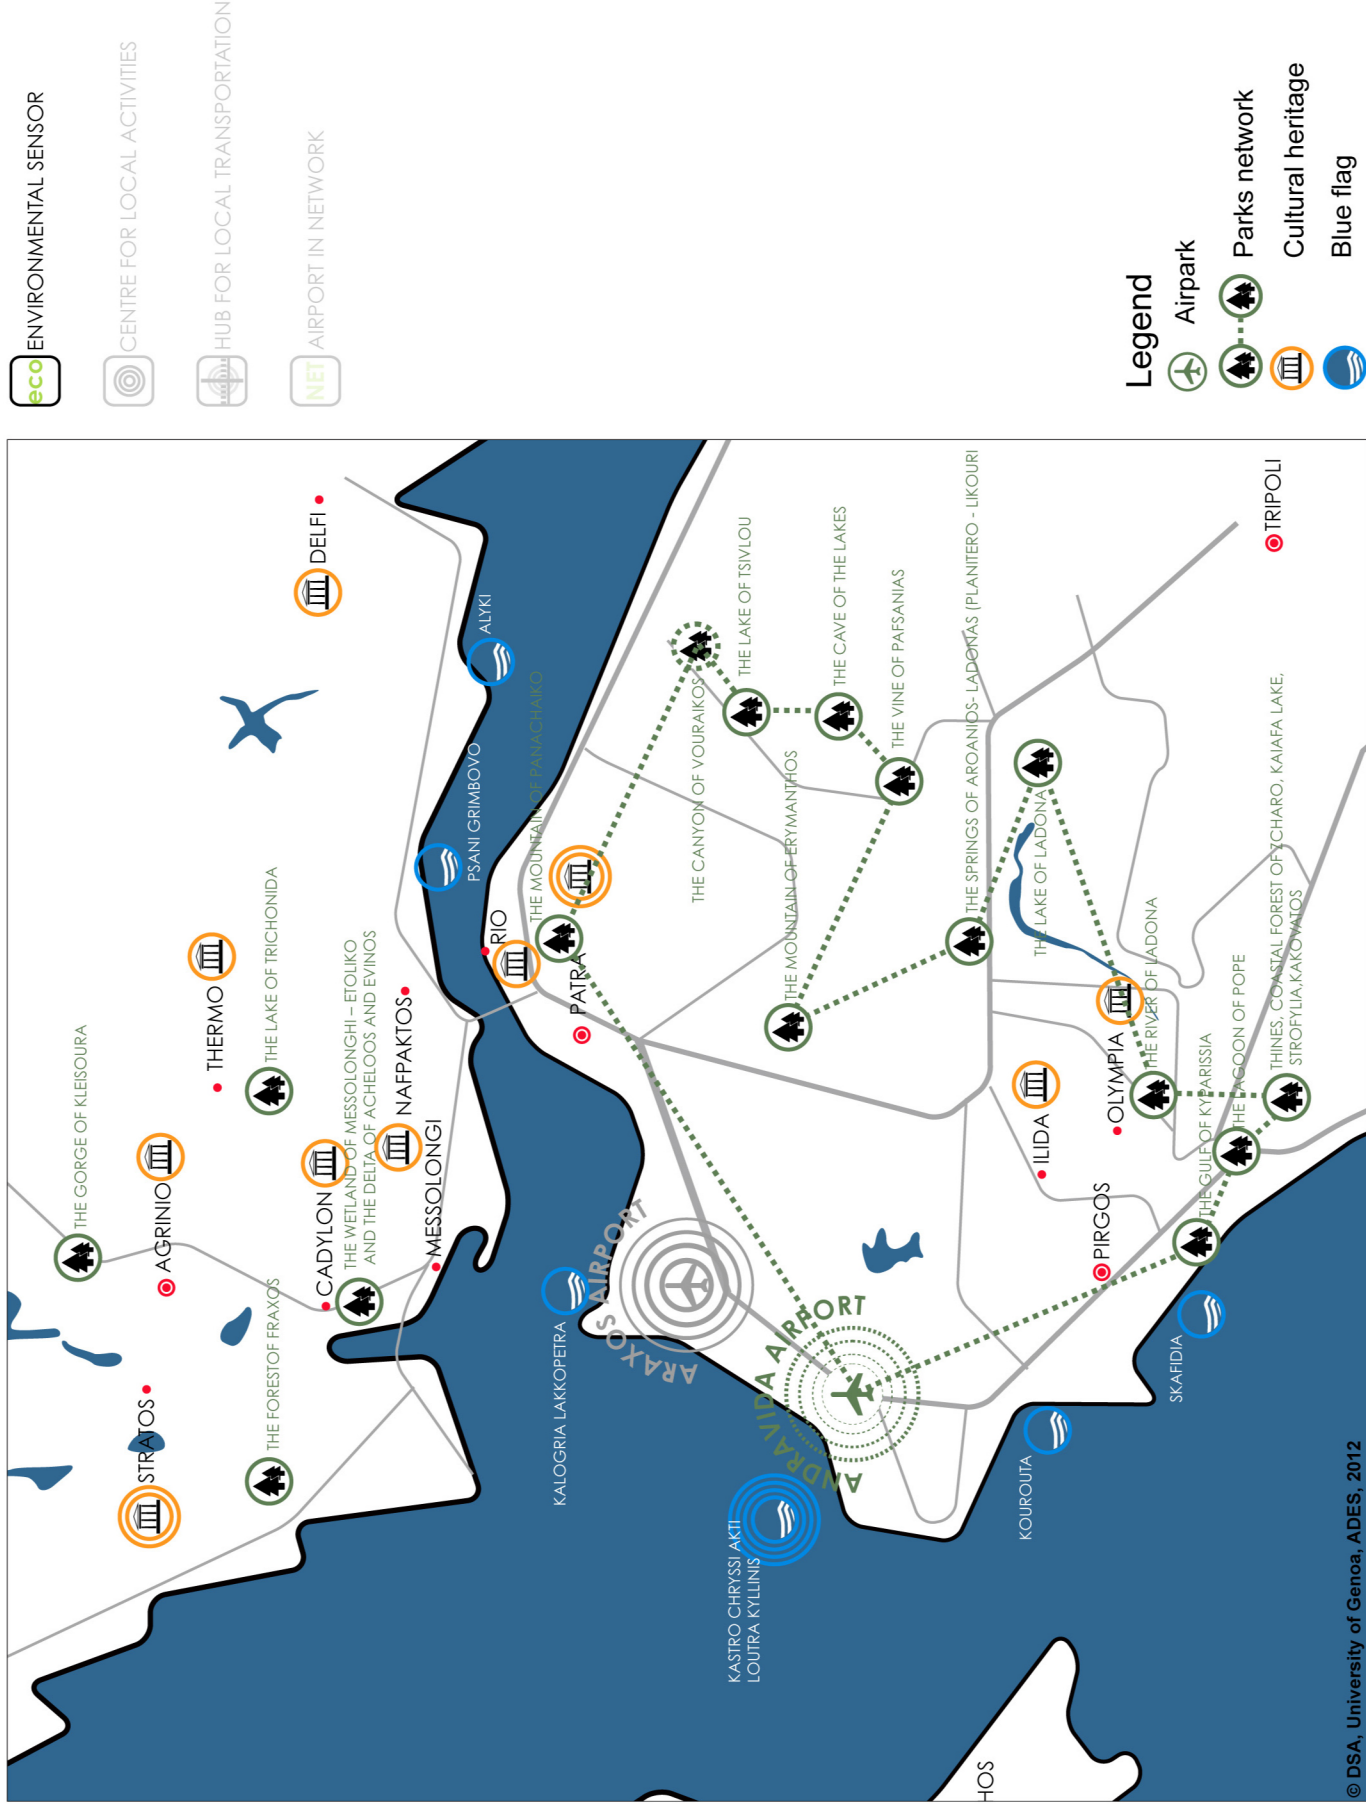 eco ENVIRONMENTAL SENSOR
CENTRE FOR LOCAL ACTIVITIES
HUB FOR LOCAL TRANSPORTATION
NET AIRPORT IN NETWORK
Legend
Airpark
Parks network
Cultural heritage
Blue flag
THE GORGE OF KLEISOURA
STRATOS
AGRINIO
THERMO
THE FORESTOF FRAXOS
THE LAKE OF TRICHONIDA
DELFI
CADYLON
THE WETLAND OF MESSOLONGHI – ETOLIKO
AND THE DELTA OF ACHELOOS AND EVINOS
NAFPAKTOS
MESSOLONGI
PSANI GRIMBOVO
ALYKI
RIO
THE MOUNTAIN OF PANACHAIKO
KALOGRIA LAKKOPETRA
PATRA
ARAXOS AIRPORT
THE CANYON OF VOURAIKOS
THE LAKE OF TSIVLOU
KASTRO CHRYSSI AKTI
LOUTRA KYLLINIS
ANDRAVIDA AIRPORT
THE MOUNTAIN OF ERYMANTHOS
THE CAVE OF THE LAKES
THE VINE OF PAFSANIAS
THE SPRINGS OF AROANIOS- LADONAS (PLANITERO - LIKOURI
KOUROUTA
ILIDA
THE LAKE OF LADONA
PIRGOS
OLYMPIA
THE RIVER OF LADONA
SKAFIDIA
THE GULF OF KYPARISSIA
THE LAGOON OF POPE
THINES, COASTAL FOREST OF ZCHARO, KAIAFA LAKE,
STROFYLIA,KAKOVATOS
TRIPOLI
HOS
© DSA, University of Genoa, ADES, 2012